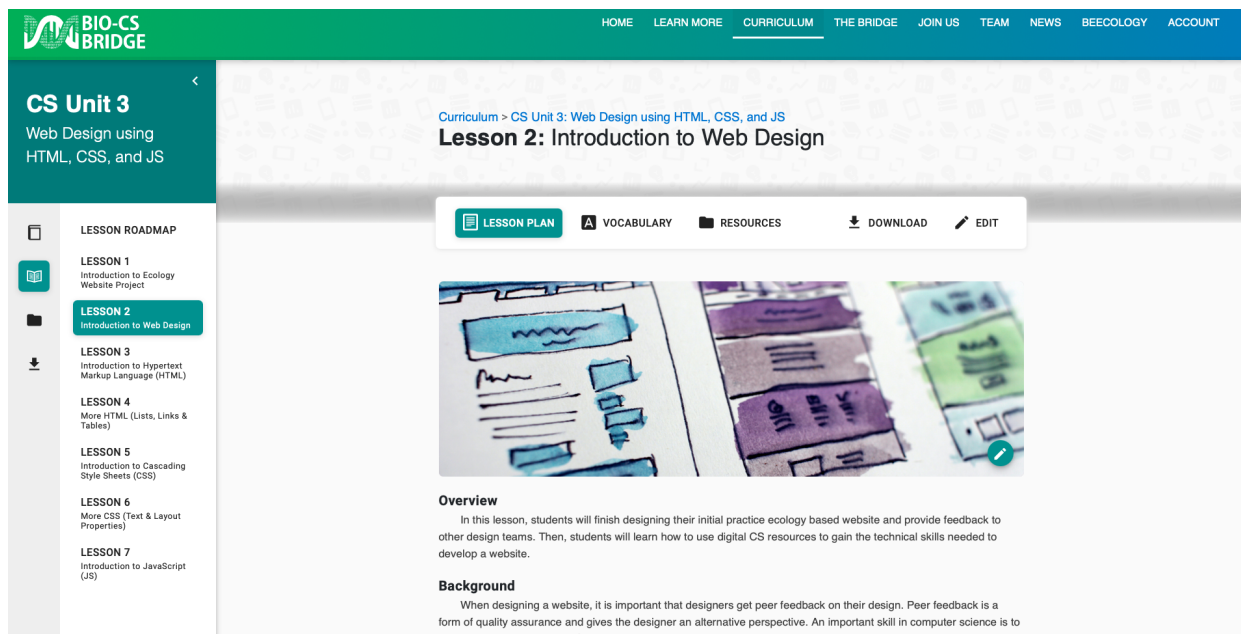 BIO-CS
BRIDGE
HOME LEARN MORE CURRICULUM THE BRIDGE JOIN US TEAM NEWS BEECOLOGY ACCOUNT
CS Unit 3
Web Design using
HTML, CSS, and JS
LESSON ROADMAP
LESSON 1
Introduction to Ecology
Website Project
LESSON 2
Introduction to Web Design
LESSON 3
Introduction to Hypertext
Markup Language (HTML)
LESSON 4
More HTML (Lists, Links &
Tables)
LESSON 5
Introduction to Cascading
Style Sheets (CSS)
LESSON 6
More CSS (Text & Layout
Properties)
LESSON 7
Introduction to JavaScript
(JS)
Curriculum > CS Unit 3: Web Design using HTML, CSS, and JS
Lesson 2: Introduction to Web Design
LESSON PLAN VOCABULARY RESOURCES DOWNLOAD EDIT
Overview
In this lesson, students will finish designing their initial practice ecology based website and provide feedback to
other design teams. Then, students will learn how to use digital CS resources to gain the technical skills needed to
develop a website.
Background
When designing a website, it is important that designers get peer feedback on their design. Peer feedback is a
form of quality assurance and gives the designer an alternative perspective. An important skill in computer science is to